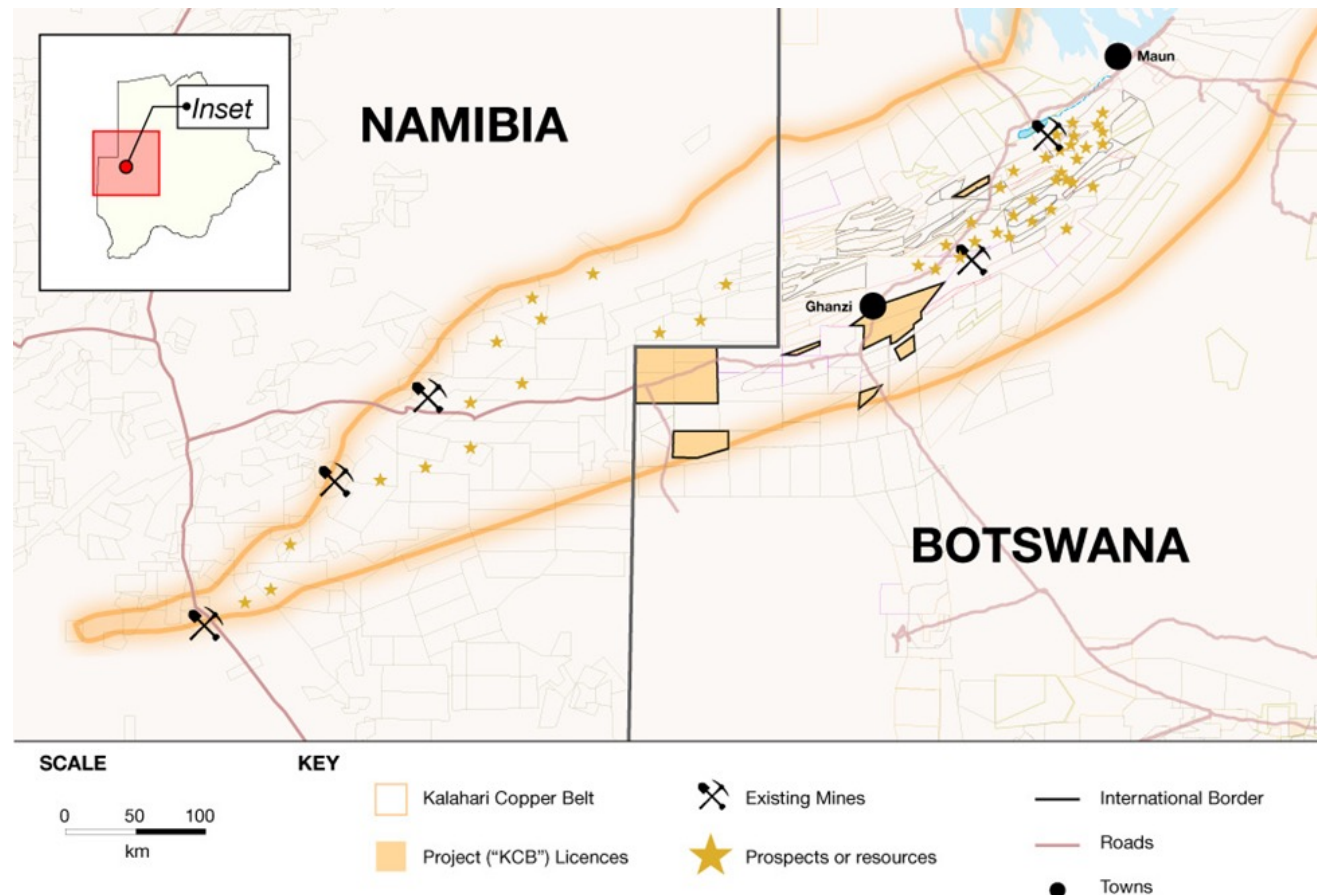 Inset
NAMIBIA
Maun
Ghanzi
BOTSWANA
SCALE
0 50 100
km
KEY
Kalahari Copper Belt
Project (“KCB”) Licences
Existing Mines
Prospects or resources
International Border
Roads
Towns